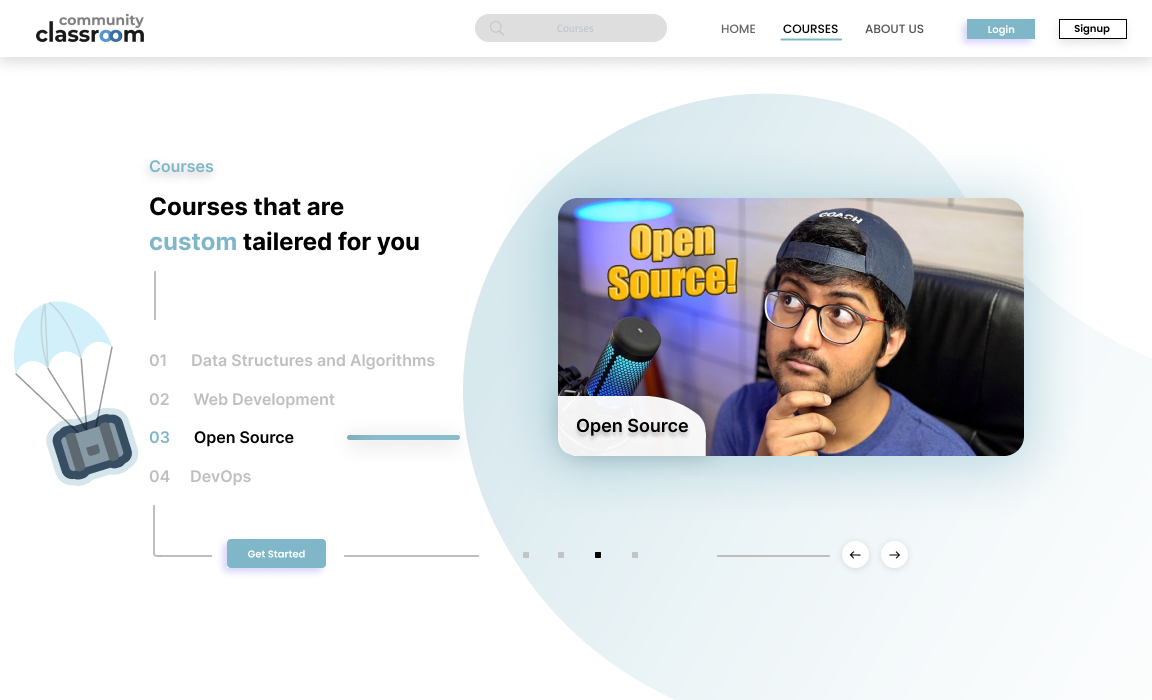 community
classroom
Courses
HOME
COURSES
ABOUT US
Login
Signup
Courses
Courses that are
custom tailered for you
01 Data Structures and Algorithms
02 Web Development
03 Open Source
04 DevOps
Get Started
COACH
Open
Source!
Open Source